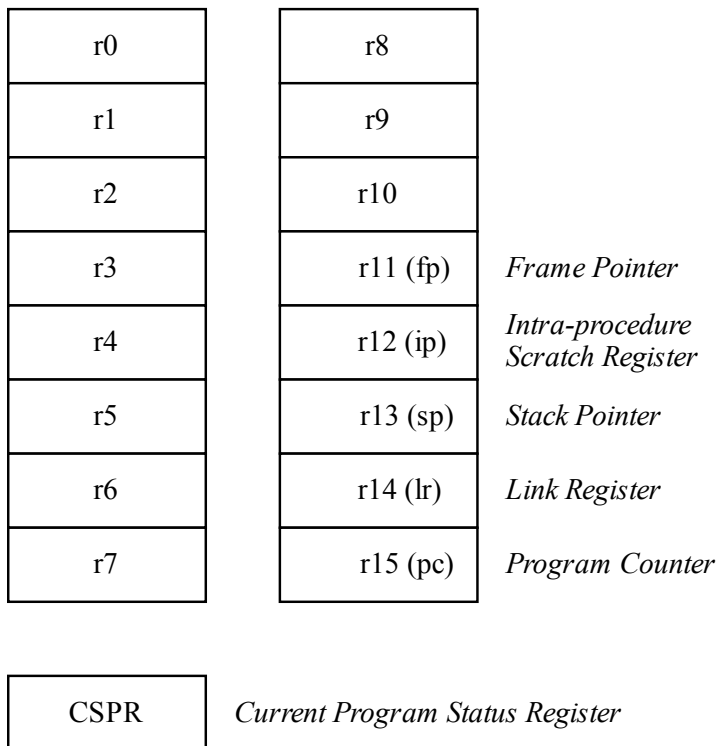 r0
r1
r2
r3
r4
r5
r6
r7
r8
r9
r10
r11 (fp) Frame Pointer
r12 (ip) Intra-procedure
Scratch Register
r13 (sp) Stack Pointer
r14 (lr) Link Register
r15 (pc) Program Counter
CSPR Current Program Status Register